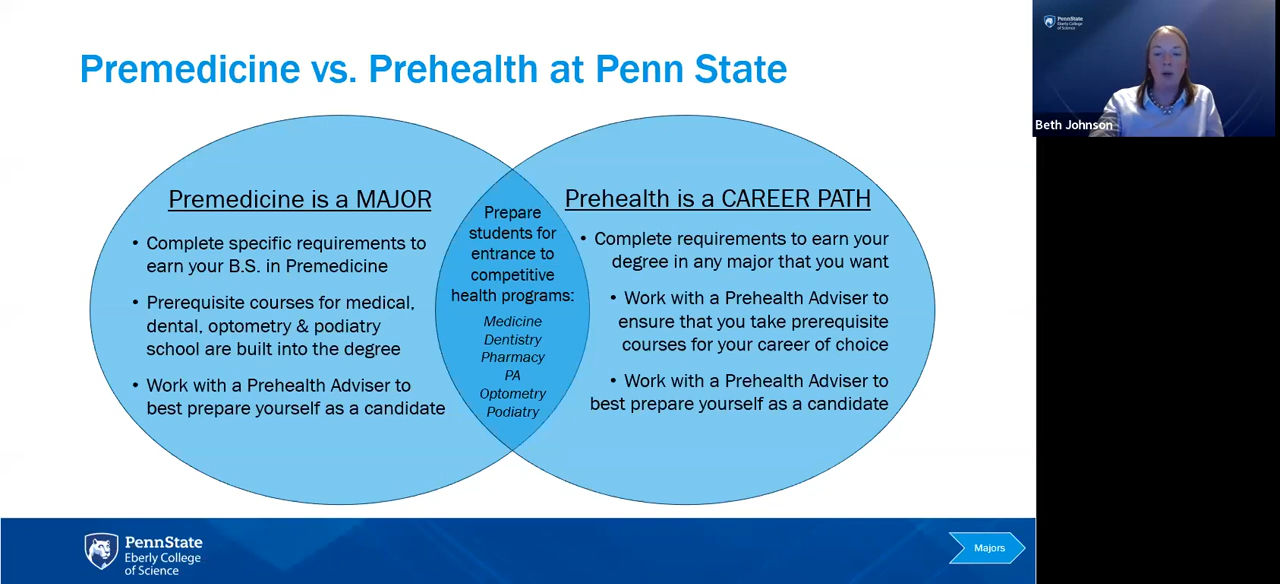 Premedicine vs. Prehealth at Penn State
Premedicine is a MAJOR
• Complete specific requirements to
earn your B.S. in Premedicine
• Prerequisite courses for medical,
dental, optometry & podiatry
school are built into the degree
• Work with a Prehealth Adviser to
best prepare yourself as a candidate
Prepare
students for
entrance to
competitive
health programs:
Medicine
Dentistry
Pharmacy
PA
Optometry
Podiatry
Prehealth is a CAREER PATH
• Complete requirements to earn your
degree in any major that you want
• Work with a Prehealth Adviser to
ensure that you take prerequisite
courses for your career of choice
• Work with a Prehealth Adviser to
best prepare yourself as a candidate
PennState
Eberly College
of Science
Majors
PennState
Eberly College
of Science
Beth Johnson